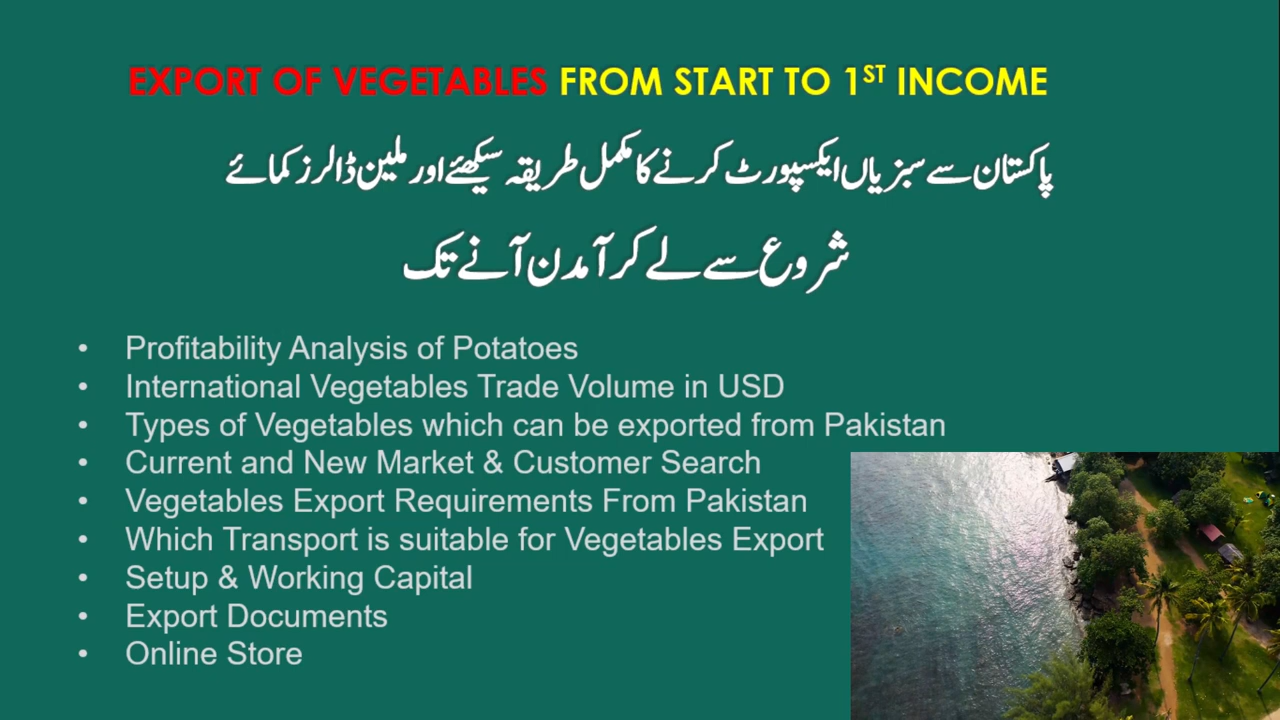 EXPORT OF VEGETABLES FROM START TO 1ST INCOME
پاکستان سے سبزیاں ایکسپورٹ کرنے کا مکمل طریقہ سیکھئے اور ملین ڈالرز کمائے
شروع سے لے کر آمدن آنے تک
• Profitability Analysis of Potatoes
• International Vegetables Trade Volume in USD
• Types of Vegetables which can be exported from Pakistan
• Current and New Market & Customer Search
• Vegetables Export Requirements From Pakistan
• Which Transport is suitable for Vegetables Export
• Setup & Working Capital
• Export Documents
• Online Store